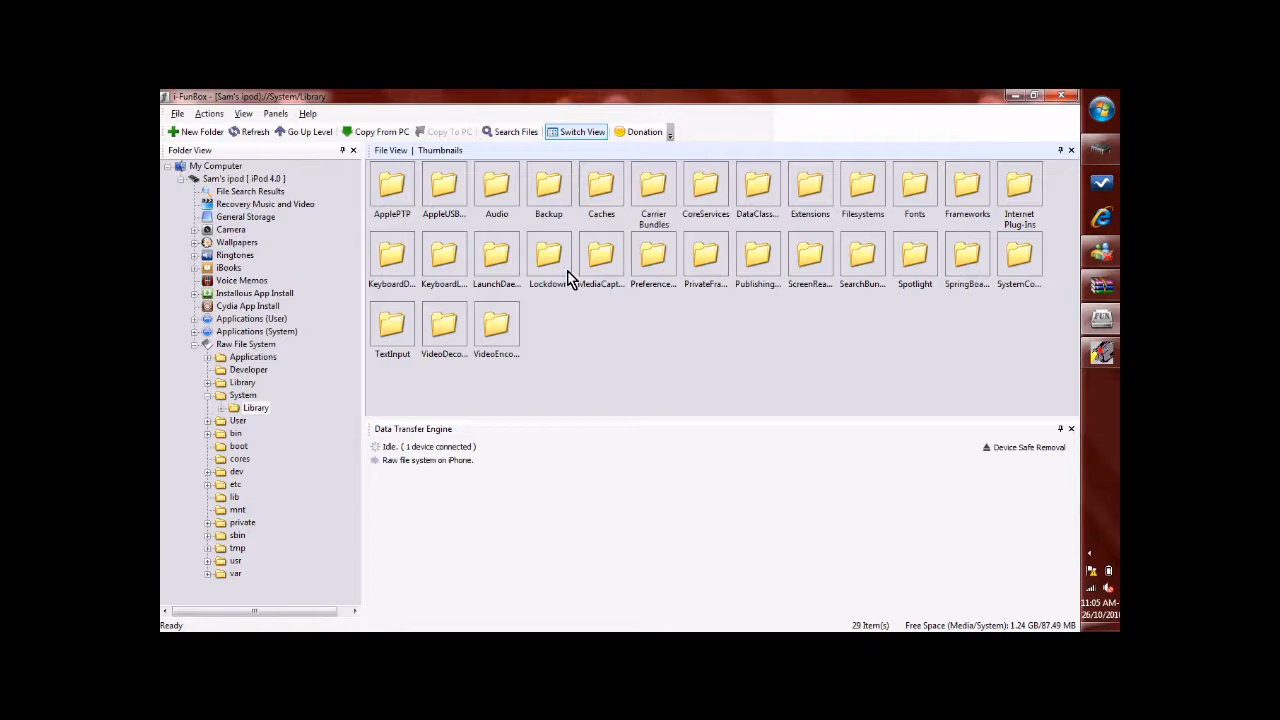 i-FunBox - [Sam's ipod]://System/Library
File Actions View Panels Help
New Folder Refresh Go Up Level Copy From PC Copy To PC Search Files Switch View Donation
Folder View
File View | Thumbnails
My Computer
Sam's ipod [ iPod 4.0 ]
File Search Results
Recovery Music and Video
General Storage
Camera
Wallpapers
Ringtones
iBooks
Voice Memos
Installous App Install
Cydia App Install
Applications (User)
Applications (System)
Raw File System
Applications
Developer
Library
System
Library
User
bin
boot
cores
dev
etc
lib
mnt
private
sbin
tmp
usr
var
ApplePTP AppleUSB... Audio Backup Caches Carrier Bundles CoreServices DataClass... Extensions Filesystems Fonts Frameworks Internet Plug-Ins
KeyboardD... KeyboardL... LaunchDae... Lockdown MediaCapt... Preference... PrivateFra... Publishing... ScreenRea... SearchBun... Spotlight SpringBoa... SystemCo...
TextInput VideoDeco... VideoEnco...
Data Transfer Engine
Idle. ( 1 device connected )
Device Safe Removal
Raw file system on iPhone.
Ready
29 Item(s)
Free Space (Media/System): 1.24 GB/87.49 MB
11:05 AM
26/10/201